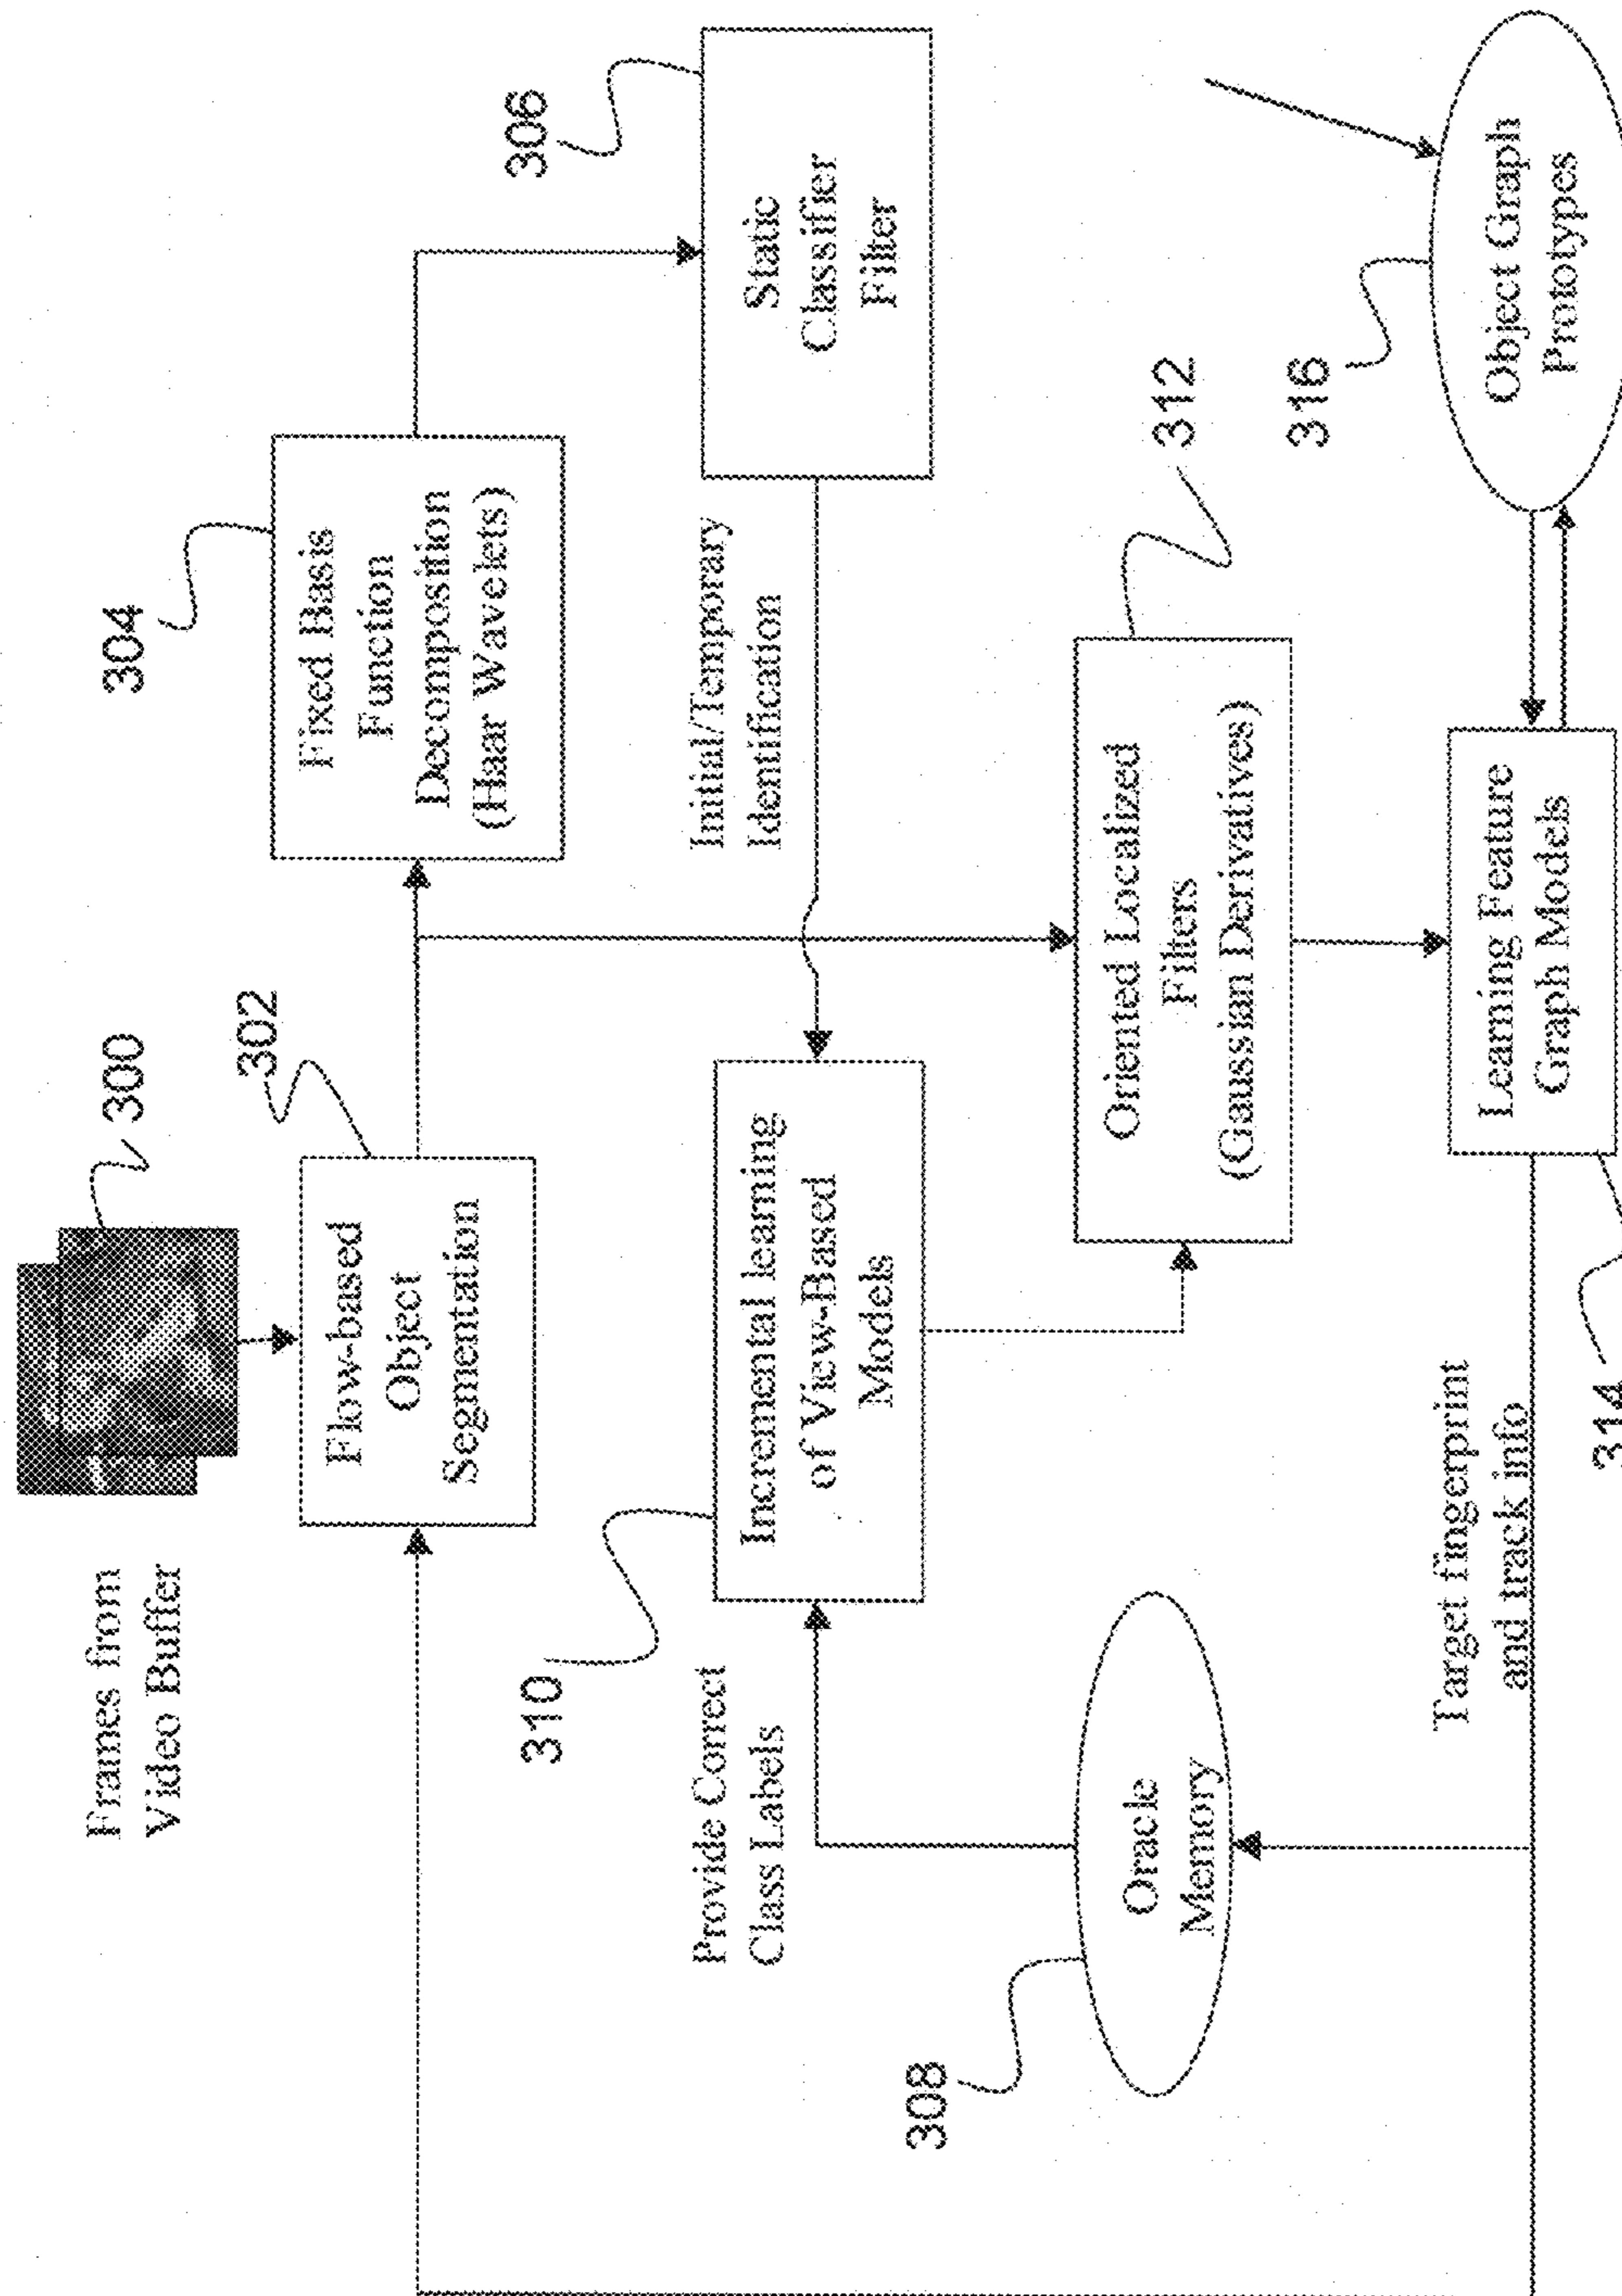 Frames from
Video Buffer
300
302
Flow-based
Object
Segmentation
304
Fixed Basis
Function
Decomposition
(Haar Wavelets)
306
Static
Classifier
Filter
Initial/Temporary
Identification
310
Incremental learning
of View-Based
Models
Provide Correct
Class Labels
308
Oracle
Memory
312
Oriented Localized
Filters
(Gaussian Derivatives)
316
Object Graph
Prototypes
Learning Feature
Graph Models
314
Target fingerprint
and track info